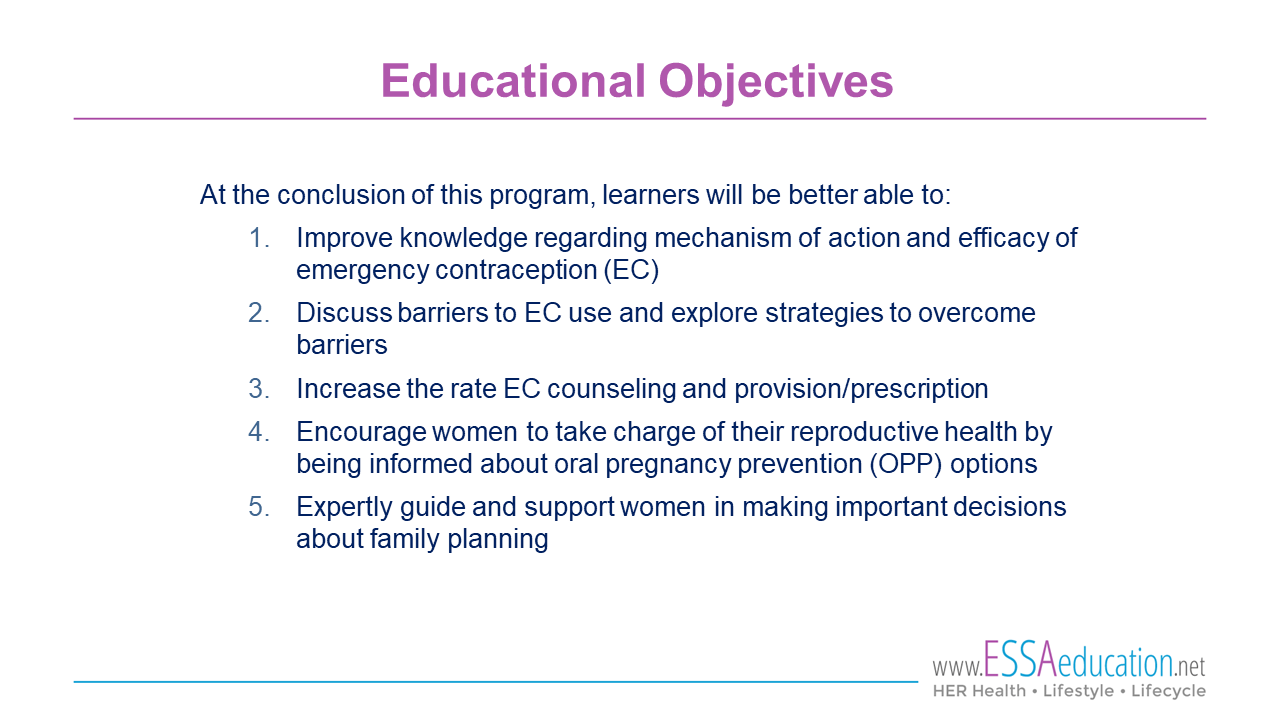 Educational Objectives
At the conclusion of this program, learners will be better able to:
1. Improve knowledge regarding mechanism of action and efficacy of
emergency contraception (EC)
2. Discuss barriers to EC use and explore strategies to overcome
barriers
3. Increase the rate EC counseling and provision/prescription
4. Encourage women to take charge of their reproductive health by
being informed about oral pregnancy prevention (OPP) options
5. Expertly guide and support women in making important decisions
about family planning
www.ESSAeducation.net
HER Health • Lifestyle • Lifecycle